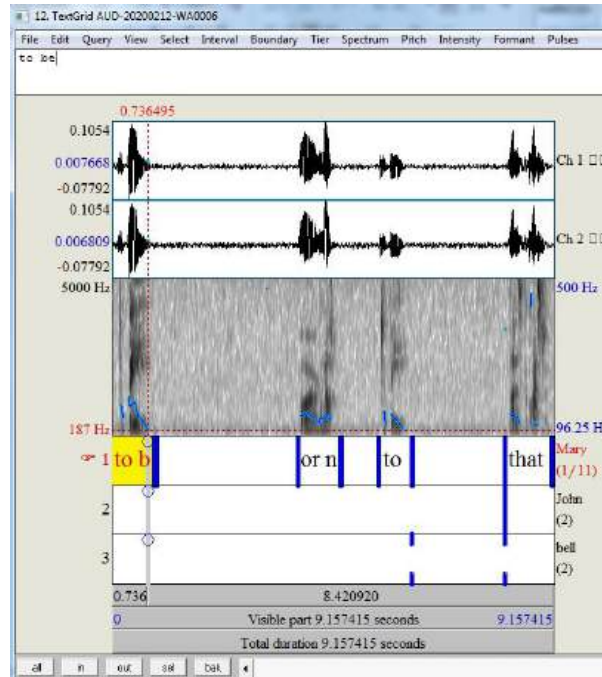 12. TextGrid AUD-20200212-WA0006
File Edit Query View Select Interval Boundary Tier Spectrum Pitch Intensity Formant Pulses
to be
0.736495
0.1054
0.007668
-0.07792
Ch 1
0.1054
0.006809
-0.07792
Ch 2
5000 Hz 500 Hz
187 Hz 96.25 H
1 to b or n to that Mary
(1/11)
2 John
(2)
3 bell
(2)
0.736 8.420920
0 Visible part 9.157415 seconds 9.157415
Total duration 9.157415 seconds
all in out sel bak